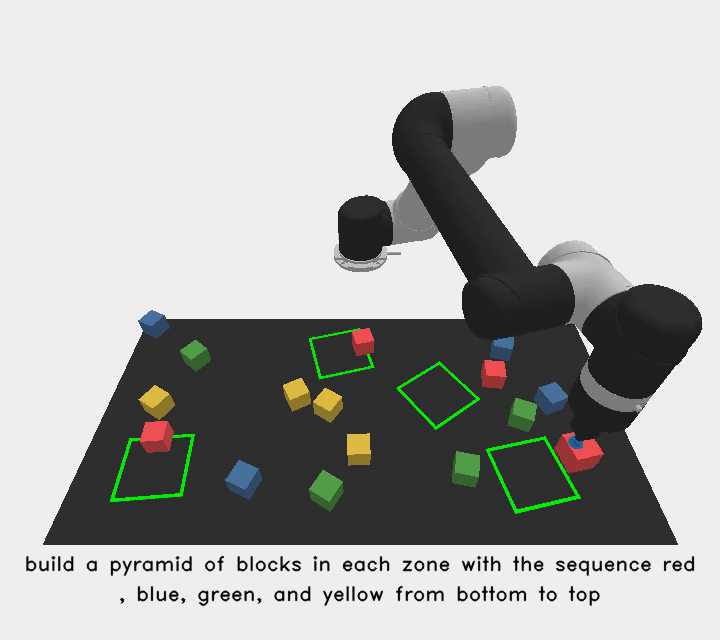 build a pyramid of blocks in each zone with the sequence red
, blue, green, and yellow from bottom to top